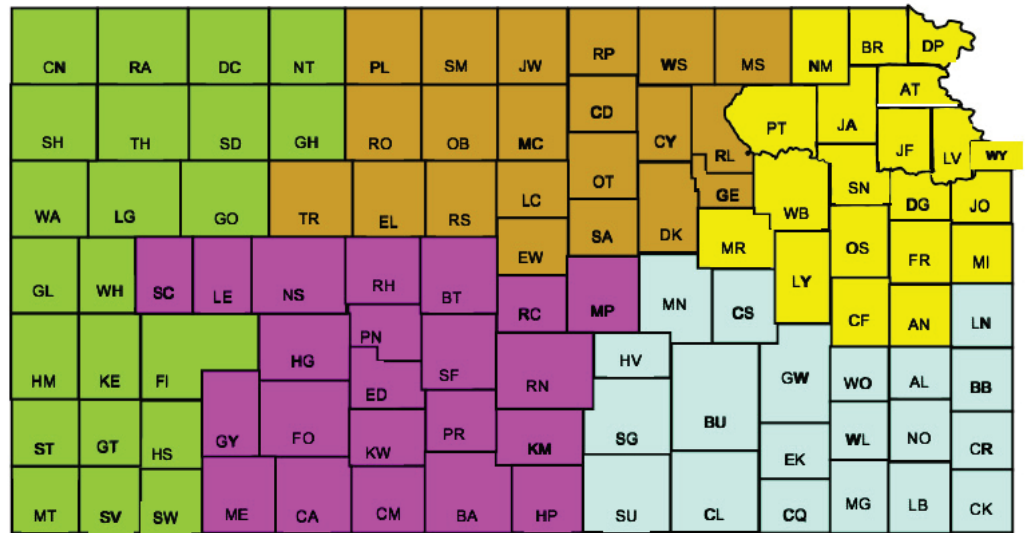 CN RA DC NT PL SM JW RP WS MS NM BR DP
SH TH SD GH RO OB MC CD CY RL PT JA AT
JF LV WY
WA LG GO TR EL RS LC OT GE WB SN DG JO
EW SA DK MR OS FR MI
GL WH SC LE NS RH BT RC MP MN CS LY CF AN LN
HM KE FI HG PN SF RN HV GW WO AL BB
ED
ST GT HS GY FO KW PR KM SG BU EK WL NO CR
MT SV SW ME CA CM BA HP SU CL CQ MG LB CK